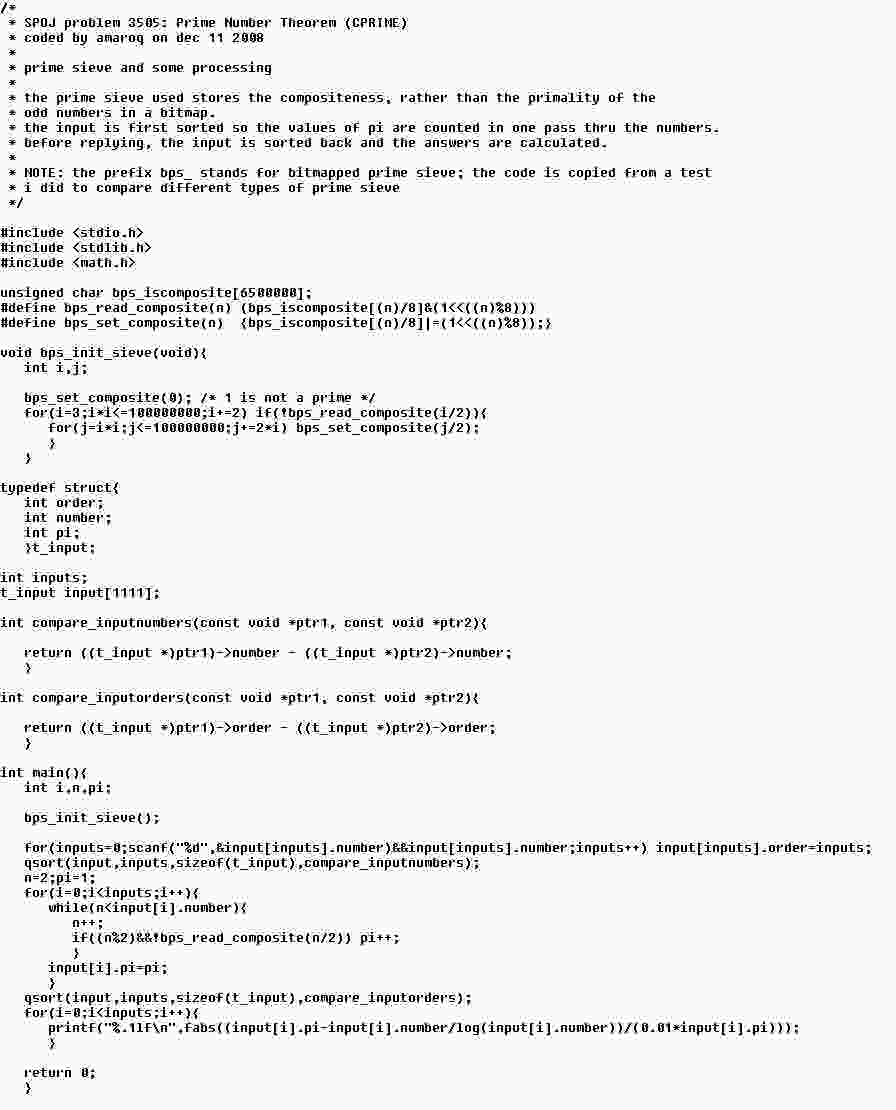 /*
 * SPOJ problem 3505: Prime Number Theorem (CPRIME)
 * coded by amaroq on dec 11 2008
 *
 * prime sieve and some processing
 *
 * the prime sieve used stores the compositeness, rather than the primality of the
 * odd numbers in a bitmap.
 * the input is first sorted so the values of pi are counted in one pass thru the numbers.
 * before replying, the input is sorted back and the answers are calculated.
 *
 * NOTE: the prefix bps_ stands for bitmapped prime sieve; the code is copied from a test
 * i did to compare different types of prime sieve
 */

#include <stdio.h>
#include <stdlib.h>
#include <math.h>

unsigned char bps_iscomposite[6500000];
#define bps_read_composite(n) (bps_iscomposite[(n)/8]&(1<<((n)%8)))
#define bps_set_composite(n)  {bps_iscomposite[(n)/8]|=(1<<((n)%8));}

void bps_init_sieve(void){
   int i,j;

   bps_set_composite(0); /* 1 is not a prime */
   for(i=3;i*i<=100000000;i+=2) if(!bps_read_composite(i/2)){
      for(j=i*i;j<=100000000;j+=2*i) bps_set_composite(j/2);
      }
   }

typedef struct{
   int order;
   int number;
   int pi;
   }t_input;

int inputs;
t_input input[1111];

int compare_inputnumbers(const void *ptr1, const void *ptr2){

   return ((t_input *)ptr1)->number - ((t_input *)ptr2)->number;
   }

int compare_inputorders(const void *ptr1, const void *ptr2){

   return ((t_input *)ptr1)->order - ((t_input *)ptr2)->order;
   }

int main(){
   int i,n,pi;

   bps_init_sieve();

   for(inputs=0;scanf("%d",&input[inputs].number)&&input[inputs].number;inputs++) input[inputs].order=inputs;
   qsort(input,inputs,sizeof(t_input),compare_inputnumbers);
   n=2;pi=1;
   for(i=0;i<inputs;i++){
      while(n<input[i].number){
         n++;
         if((n%2)&&!bps_read_composite(n/2)) pi++;
         }
      input[i].pi=pi;
      }
   qsort(input,inputs,sizeof(t_input),compare_inputorders);
   for(i=0;i<inputs;i++){
      printf("%.1lf\n",fabs((input[i].pi-input[i].number/log(input[i].number))/(0.01*input[i].pi)));
      }

   return 0;
   }